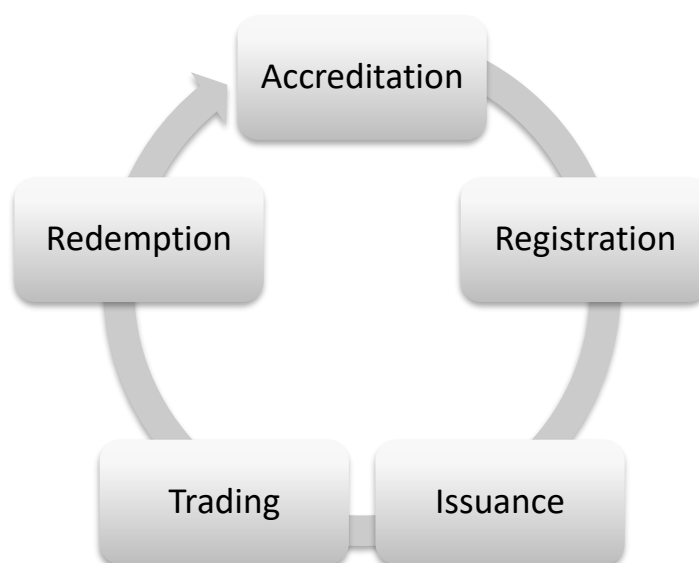 Accreditation
Registration
Issuance
Trading
Redemption